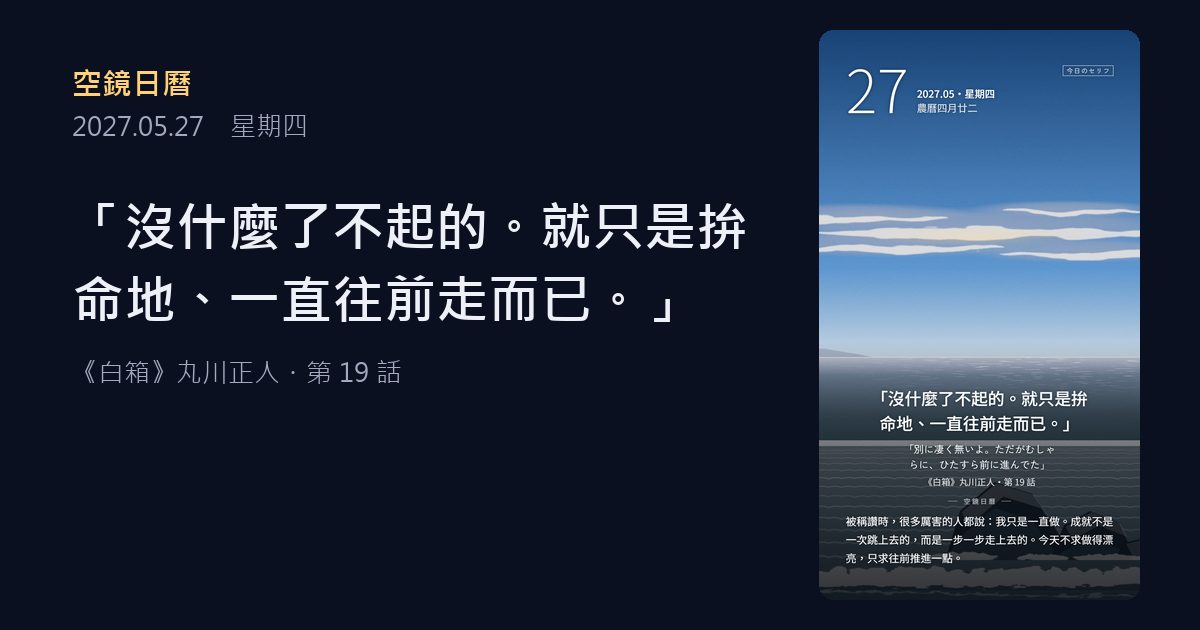 空鏡日曆
2027.05.27 星期四
「沒什麼了不起的。就只是拚
命地、一直往前走而已。」
《白箱》丸川正人·第 19 話
27
2027.05·星期四
農曆四月廿二
今日のセリフ
「沒什麼了不起的。就只是拚
命地、一直往前走而已。」
「別に凄く無いよ。ただがむしゃ
らに、ひたすら前に進んでた」
《白箱》丸川正人·第 19 話
空鏡日曆
被稱讚時，很多厲害的人都說：我只是一直做。成就不是
一次跳上去的，而是一步一步走上去的。今天不求做得漂
亮，只求往前推進一點。